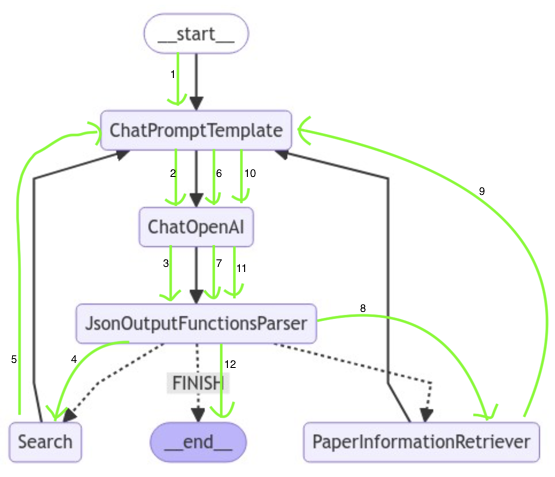 __start__
1
ChatPromptTemplate
2
6
10
9
ChatOpenAI
3
7
11
JsonOutputFunctionsParser
8
5
4
FINISH
12
Search
__end__
PaperInformationRetriever